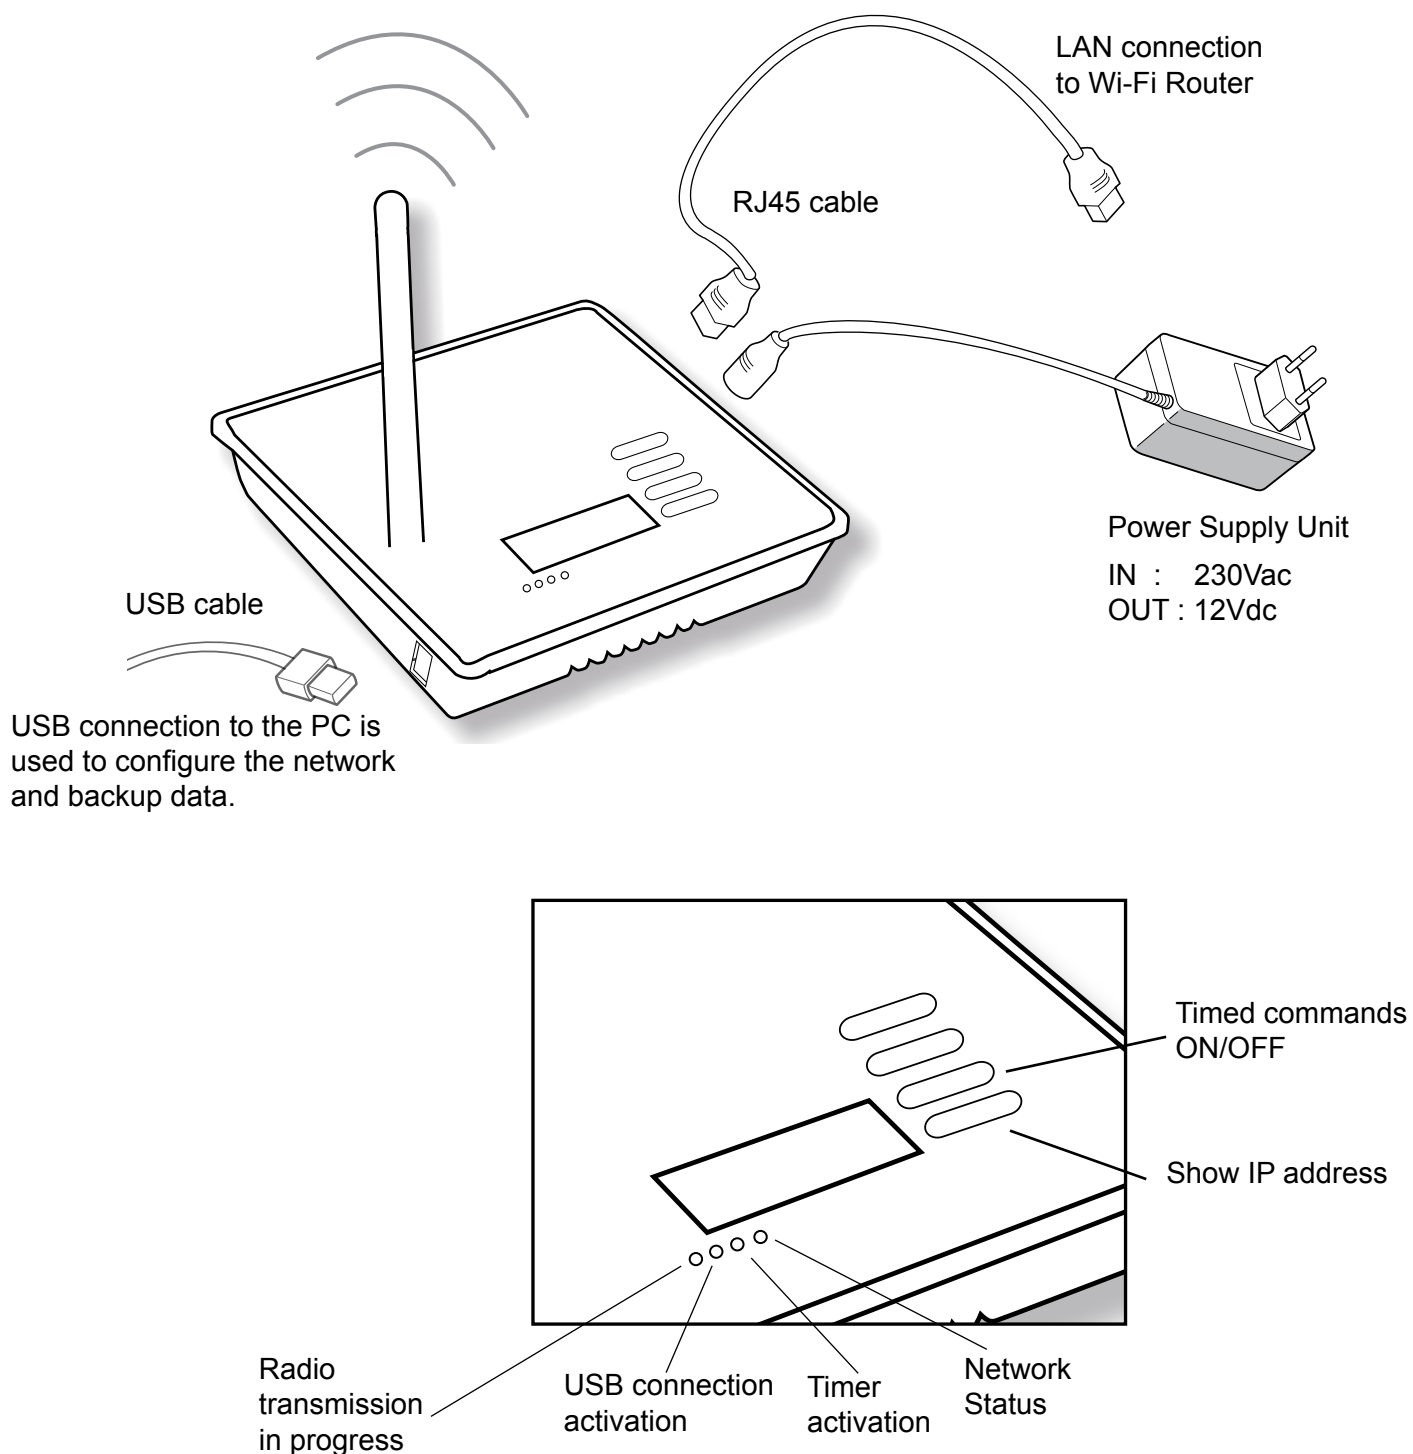 LAN connection
to Wi-Fi Router
RJ45 cable
Power Supply Unit
IN : 230Vac
OUT : 12Vdc
USB cable
USB connection to the PC is
used to configure the network
and backup data.
Timed commands
ON/OFF
Show IP address
Radio
transmission
in progress
USB connection
activation
Timer
activation
Network
Status